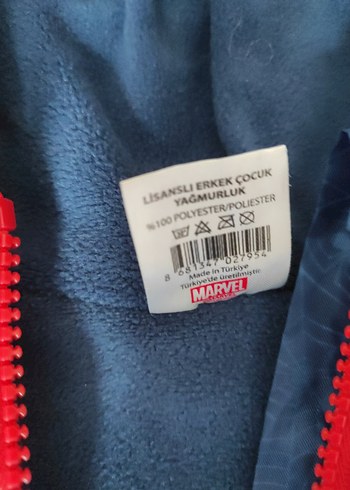 LİSANSLI ERKEK ÇOCUK
YAĞMURLUK
%100 POLYESTER/POLIESTER
8 681347 027954
Made in Türkiye
Türkiye'de üretilmiştir.
MARVEL